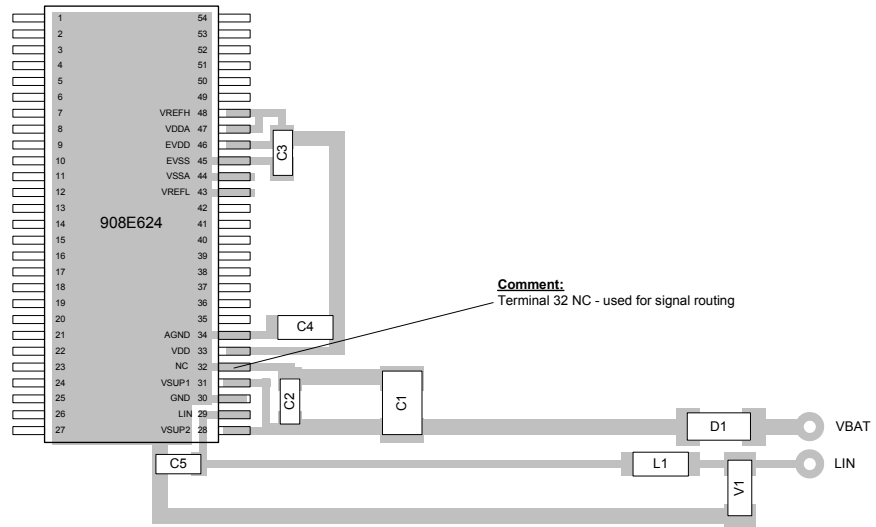 1 54
2 53
3 52
4 51
5 50
6 49
7 VREFH 48
8 VDDA 47
9 EVDD 46
10 EVSS 45
11 VSSA 44
12 VREFL 43
13 42
14 908E624 41
15 40
16 39
17 38
18 37
19 36
20 35
21 AGND 34
22 VDD 33
23 NC 32
24 VSUP1 31
25 GND 30
26 LIN 29
27 VSUP2 28
C3
C4
Comment:
Terminal 32 NC - used for signal routing
C2
C1
D1
VBAT
C5
L1
LIN
V1